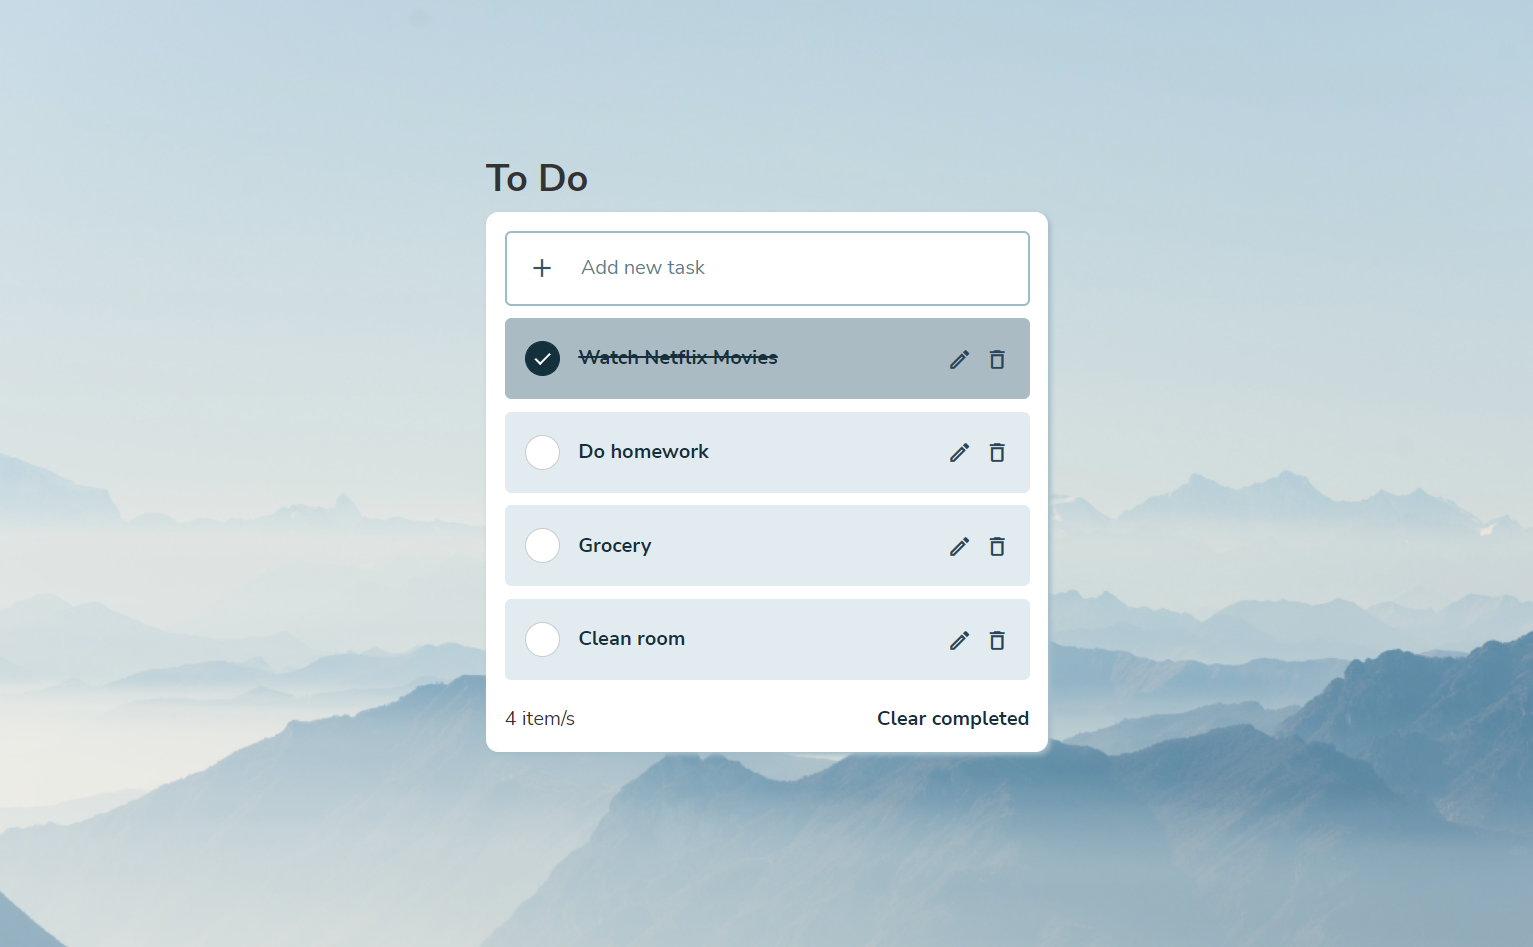 To Do
Add new task
Watch Netflix Movies
Do homework
Grocery
Clean room
4 item/s
Clear completed